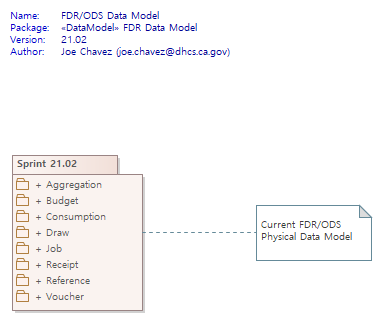 Name: FDR/ODS Data Model
Package: «DataModel» FDR Data Model
Version: 21.02
Author: Joe Chavez (joe.chavez@dhcs.ca.gov)
Sprint 21.02
+ Aggregation
+ Budget
+ Consumption
+ Draw
+ Job
+ Receipt
+ Reference
+ Voucher
Current FDR/ODS
Physical Data Model